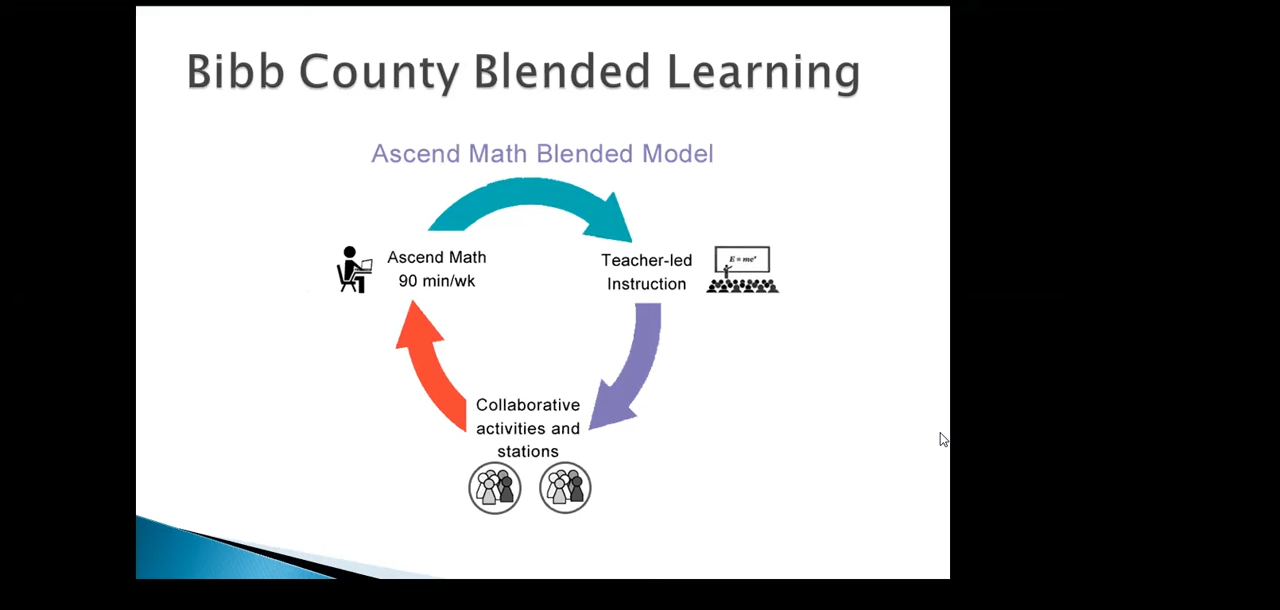 Bibb County Blended Learning
Ascend Math Blended Model
Ascend Math
90 min/wk
Teacher-led
Instruction
Collaborative
activities and
stations